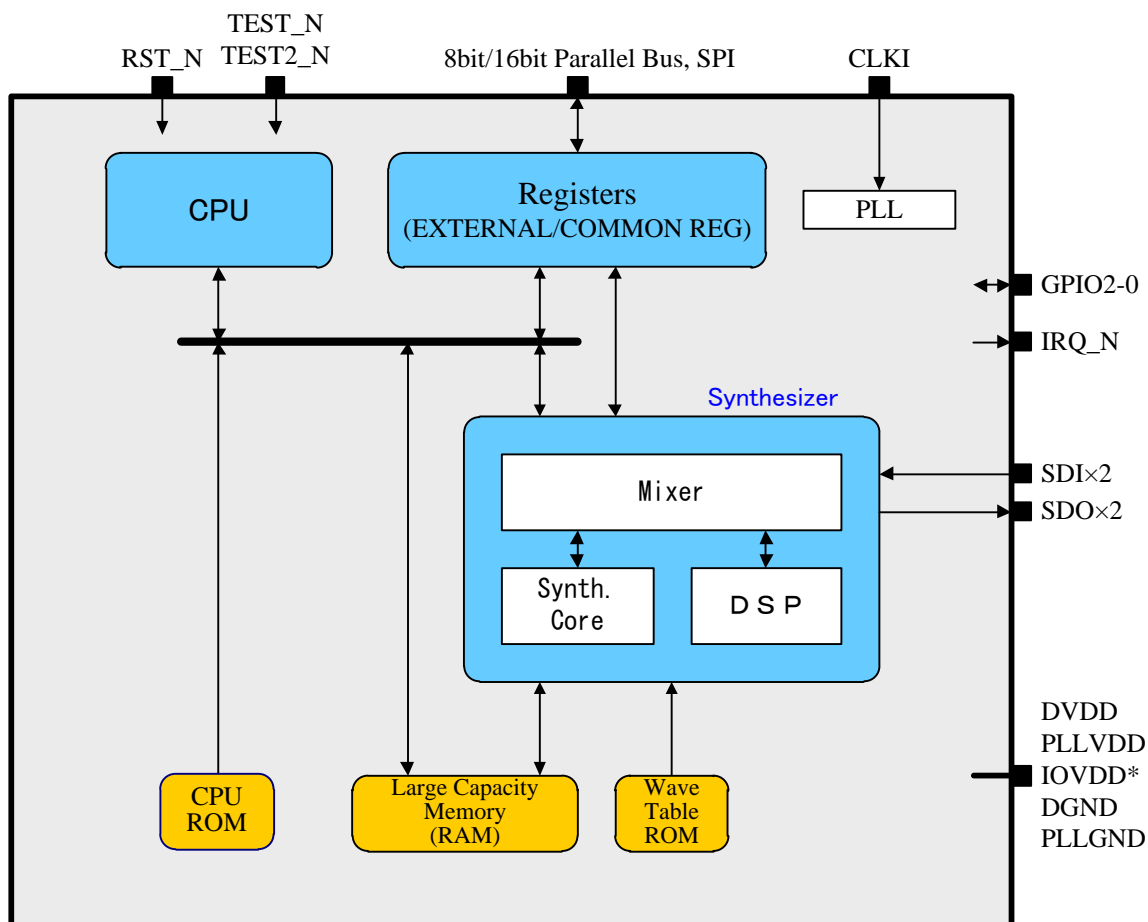 TEST_N
RST_N
TEST2_N
8bit/16bit Parallel Bus, SPI
CLKI
CPU
Registers
(EXTERNAL/COMMON REG)
PLL
GPIO2-0
IRQ_N
Synthesizer
Mixer
SDI×2
SDO×2
Synth.
Core
DSP
DVDD
PLLVDD
IOVDD*
DGND
PLLGND
CPU
ROM
Large Capacity
Memory
(RAM)
Wave
Table
ROM